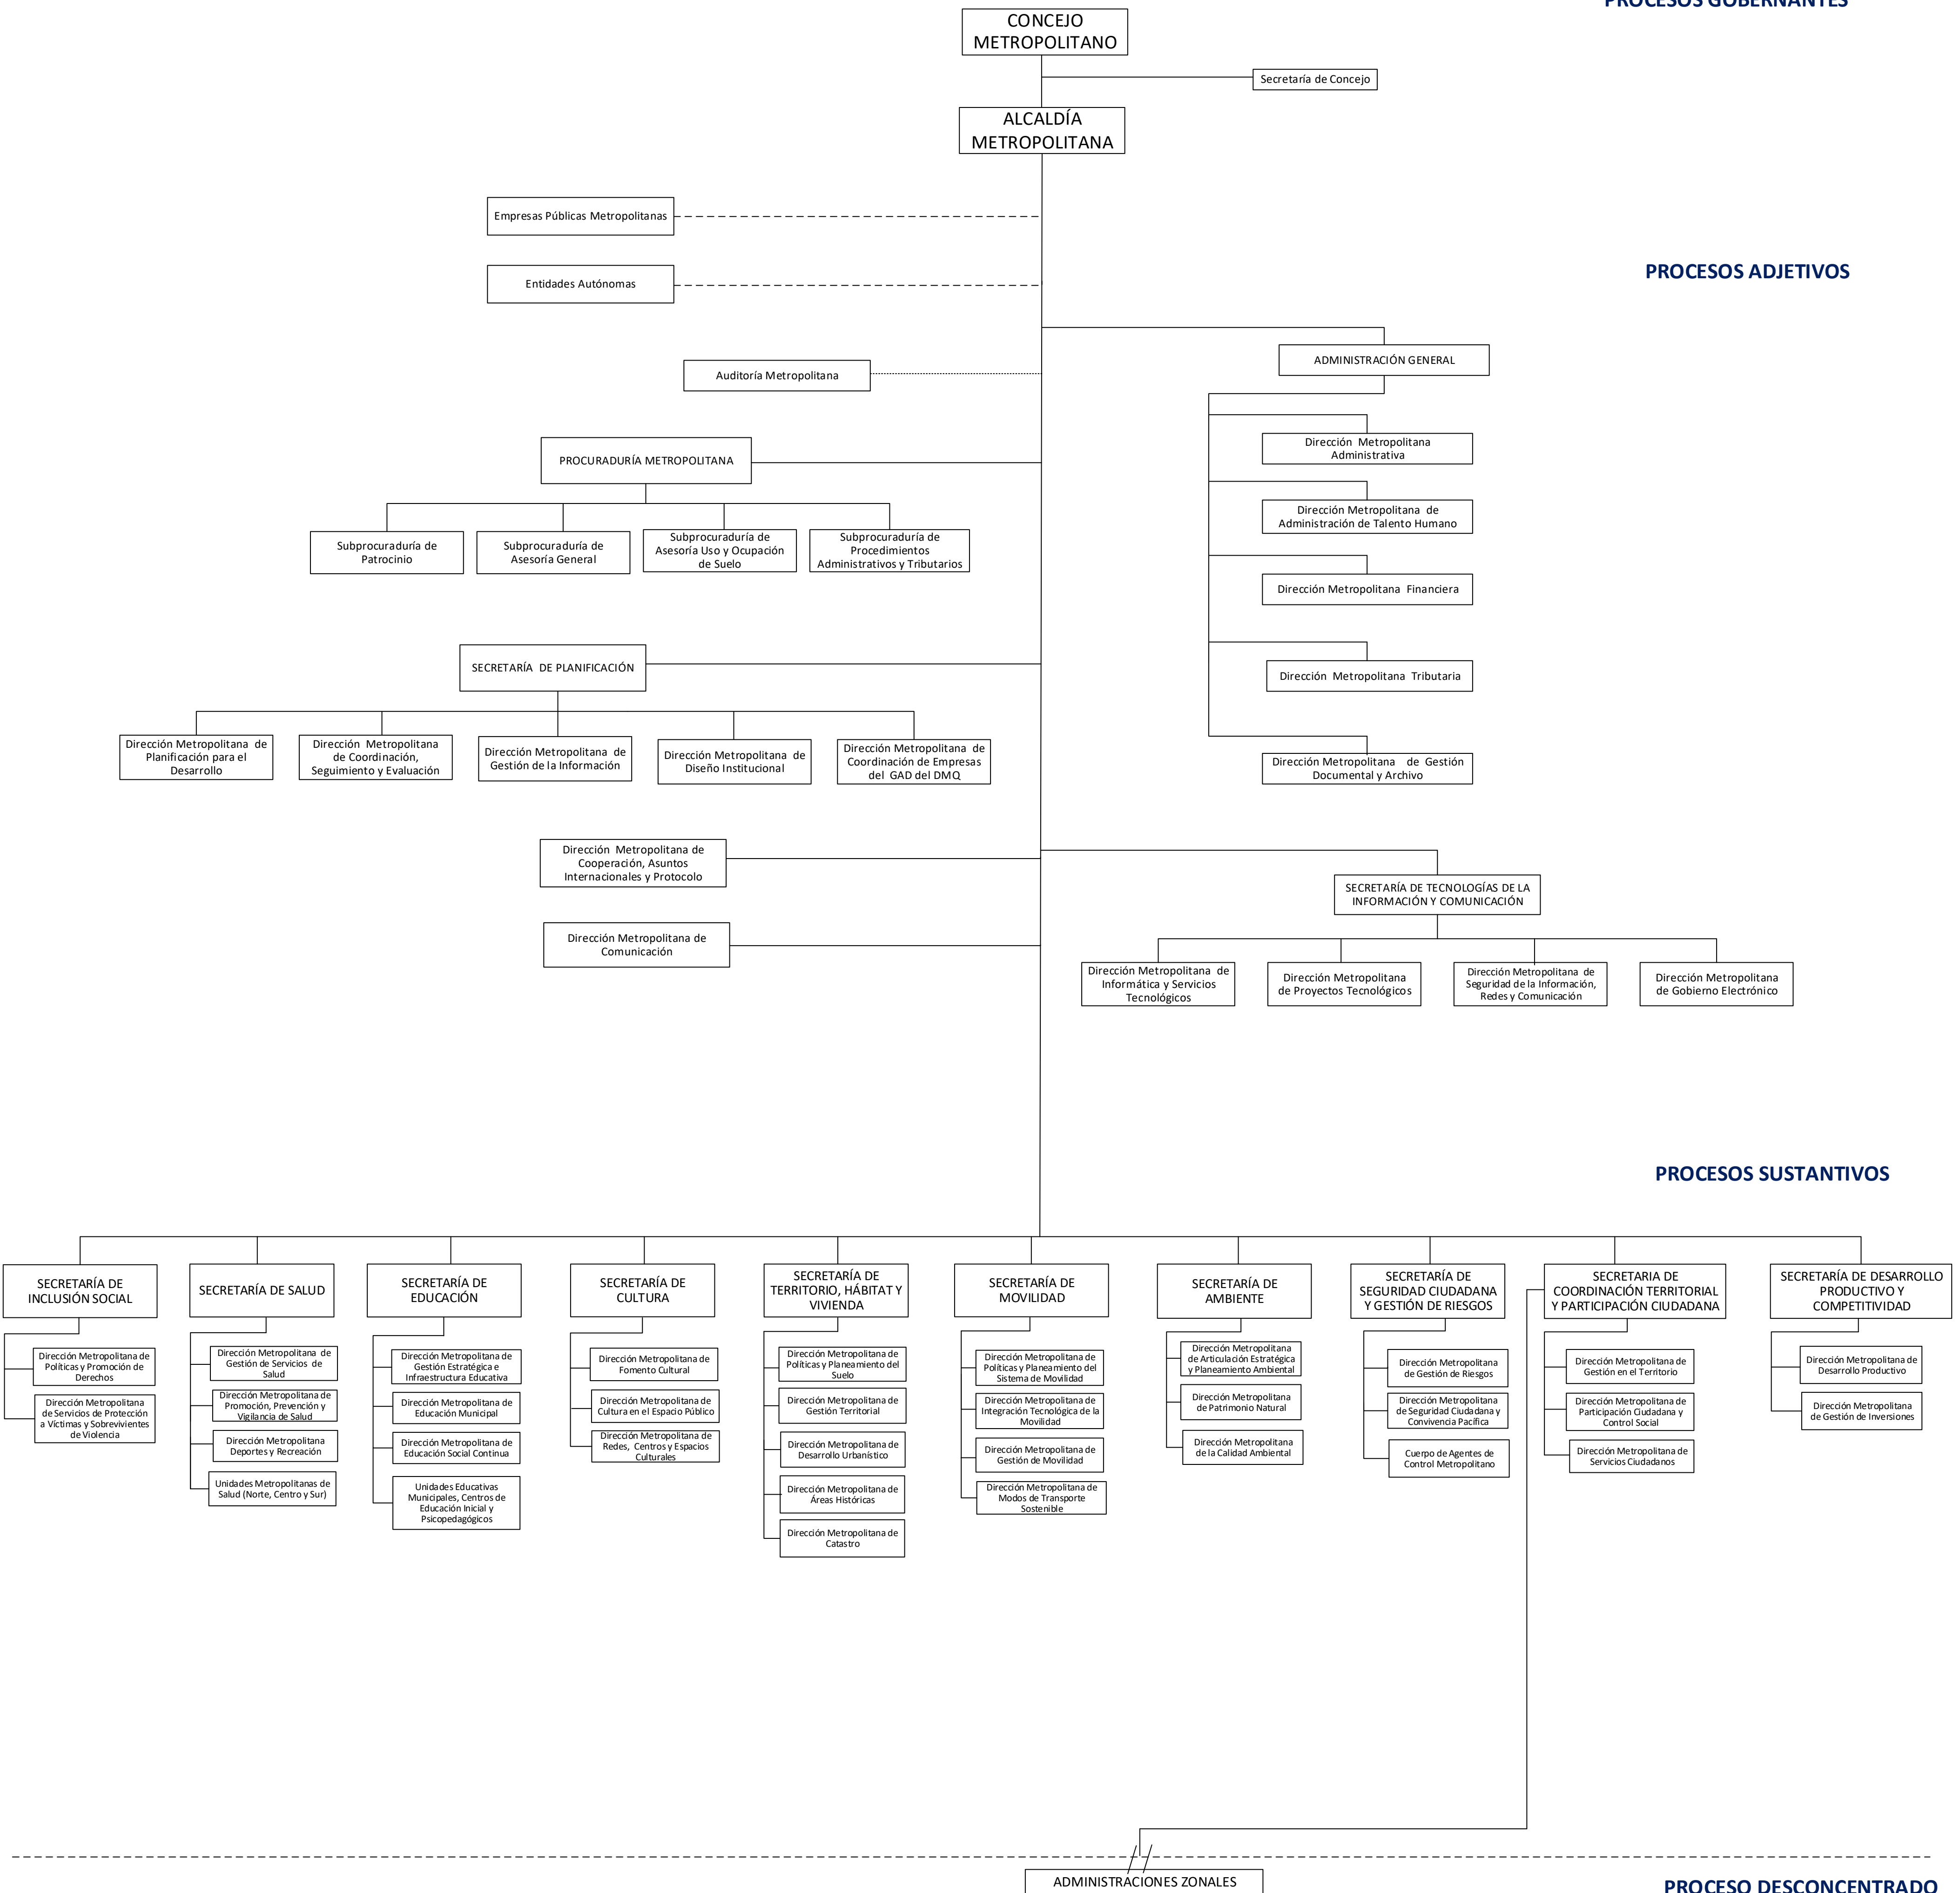 PROCESOS GOBERNANTES
CONCEJO
METROPOLITANO
Secretaría de Concejo
ALCALDÍA
METROPOLITANA
Empresas Públicas Metropolitanas
Entidades Autónomas
PROCESOS ADJETIVOS
Auditoría Metropolitana
ADMINISTRACIÓN GENERAL
Dirección Metropolitana
Administrativa
Dirección Metropolitana de
Administración de Talento Humano
Dirección Metropolitana Financiera
Dirección Metropolitana Tributaria
Dirección Metropolitana de Gestión
Documental y Archivo
PROCURADURÍA METROPOLITANA
Subprocuraduría de
Patrocinio
Subprocuraduría de
Asesoría General
Subprocuraduría de
Asesoría Uso y Ocupación
de Suelo
Subprocuraduría de
Procedimientos
Administrativos y Tributarios
SECRETARÍA DE PLANIFICACIÓN
Dirección Metropolitana de
Planificación para el
Desarrollo
Dirección Metropolitana
de Coordinación,
Seguimiento y Evaluación
Dirección Metropolitana de
Gestión de la Información
Dirección Metropolitana de
Diseño Institucional
Dirección Metropolitana de
Coordinación de Empresas
del GAD del DMQ
Dirección Metropolitana de
Cooperación, Asuntos
Internacionales y Protocolo
Dirección Metropolitana de
Comunicación
SECRETARÍA DE TECNOLOGÍAS DE LA
INFORMACIÓN Y COMUNICACIÓN
Dirección Metropolitana de
Informática y Servicios
Tecnológicos
Dirección Metropolitana
de Proyectos Tecnológicos
Dirección Metropolitana de
Seguridad de la Información,
Redes y Comunicación
Dirección Metropolitana
de Gobierno Electrónico
PROCESOS SUSTANTIVOS
SECRETARÍA DE
INCLUSIÓN SOCIAL
Dirección Metropolitana de
Políticas y Promoción de
Derechos
Dirección Metropolitana
de Servicios de Protección
a Víctimas y Sobrevivientes
de Violencia
SECRETARÍA DE SALUD
Dirección Metropolitana de
Gestión de Servicios de
Salud
Dirección Metropolitana de
Promoción, Prevención y
Vigilancia de Salud
Dirección Metropolitana
Deportes y Recreación
Unidades Metropolitanas de
Salud (Norte, Centro y Sur)
SECRETARÍA DE
EDUCACIÓN
Dirección Metropolitana de
Gestión Estratégica e
Infraestructura Educativa
Dirección Metropolitana de
Educación Municipal
Dirección Metropolitana de
Educación Social Continua
Unidades Educativas
Municipales, Centros de
Educación Inicial y
Psicopedagógicos
SECRETARÍA DE
CULTURA
Dirección Metropolitana de
Fomento Cultural
Dirección Metropolitana de
Cultura en el Espacio Público
Dirección Metropolitana de
Redes, Centros y Espacios
Culturales
SECRETARÍA DE
TERRITORIO, HÁBITAT Y
VIVIENDA
Dirección Metropolitana de
Políticas y Planeamiento del
Suelo
Dirección Metropolitana de
Gestión Territorial
Dirección Metropolitana de
Desarrollo Urbanístico
Dirección Metropolitana de
Áreas Históricas
Dirección Metropolitana de
Catastro
SECRETARÍA DE
MOVILIDAD
Dirección Metropolitana de
Políticas y Planeamiento del
Sistema de Movilidad
Dirección Metropolitana de
Integración Tecnológica de la
Movilidad
Dirección Metropolitana de
Gestión de Movilidad
Dirección Metropolitana de
Modos de Transporte
Sostenible
SECRETARÍA DE
AMBIENTE
Dirección Metropolitana
de Articulación Estratégica
y Planeamiento Ambiental
Dirección Metropolitana
de Patrimonio Natural
Dirección Metropolitana
de la Calidad Ambiental
SECRETARÍA DE
SEGURIDAD CIUDADANA
Y GESTIÓN DE RIESGOS
Dirección Metropolitana
de Gestión de Riesgos
Dirección Metropolitana
de Seguridad Ciudadana y
Convivencia Pacífica
Cuerpo de Agentes de
Control Metropolitano
SECRETARIA DE
COORDINACIÓN TERRITORIAL
Y PARTICIPACIÓN CIUDADANA
Dirección Metropolitana de
Gestión en el Territorio
Dirección Metropolitana de
Participación Ciudadana y
Control Social
Dirección Metropolitana de
Servicios Ciudadanos
SECRETARÍA DE DESARROLLO
PRODUCTIVO Y
COMPETITIVIDAD
Dirección Metropolitana de
Desarrollo Productivo
Dirección Metropolitana
de Gestión de Inversiones
ADMINISTRACIONES ZONALES
PROCESO DESCONCENTRADO